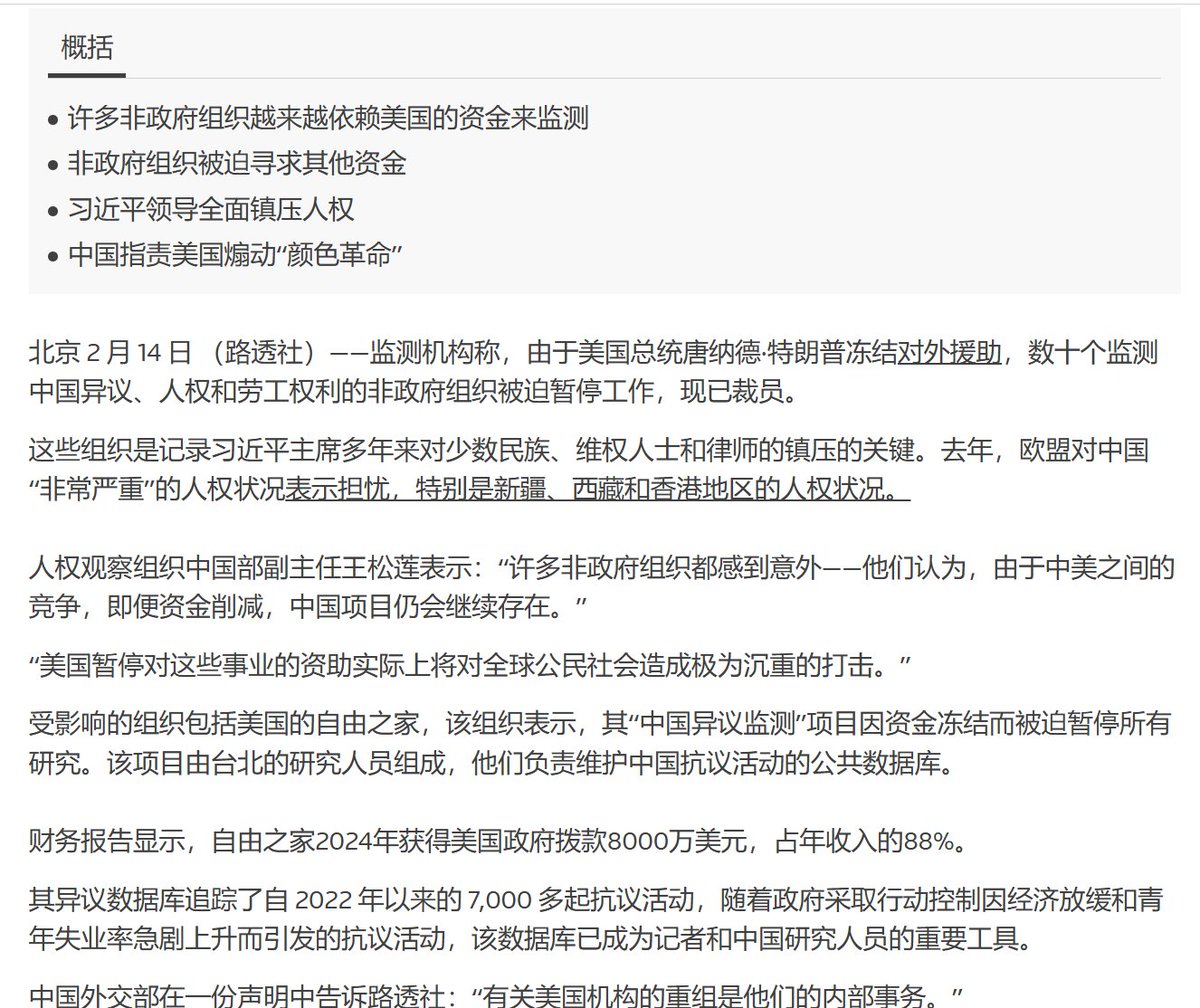 概括
许多非政府组织越来越依赖美国的资金来监测
非政府组织被迫寻求其他资金
习近平领导全面镇压人权
中国指责美国煽动“颜色革命”
北京 2 月 14 日 （路透社）——监测机构称，由于美国总统唐纳德·特朗普冻结对外援助，数十个监测
中国异议、人权和劳工权利的非政府组织被迫暂停工作，现已裁员。
这些组织是记录习近平主席多年来对少数民族、维权人士和律师的镇压的关键。去年，欧盟对中国
“非常严重”的人权状况表示担忧，特别是新疆、西藏和香港地区的人权状况。
人权观察组织中国部副主任王松莲表示：“许多非政府组织都感到意外——他们认为，由于中美之间的
竞争，即便资金削减，中国项目仍会继续存在。”
“美国暂停对这些事业的资助实际上将对全球公民社会造成极为沉重的打击。”
受影响的组织包括美国的自由之家，该组织表示，其“中国异议监测”项目因资金冻结而被迫暂停所有
研究。该项目由台北的研究人员组成，他们负责维护中国抗议活动的公共数据库。
财务报告显示，自由之家2024年获得美国政府拨款8000万美元，占年收入的88%。
其异议数据库追踪了自 2022 年以来的 7,000 多起抗议活动，随着政府采取行动控制因经济放缓和青
年失业率急剧上升而引发的抗议活动，该数据库已成为记者和中国研究人员的重要工具。
中国外交部在一份声明中告诉路透社：“有关美国机构的重组是他们的内部事务。”